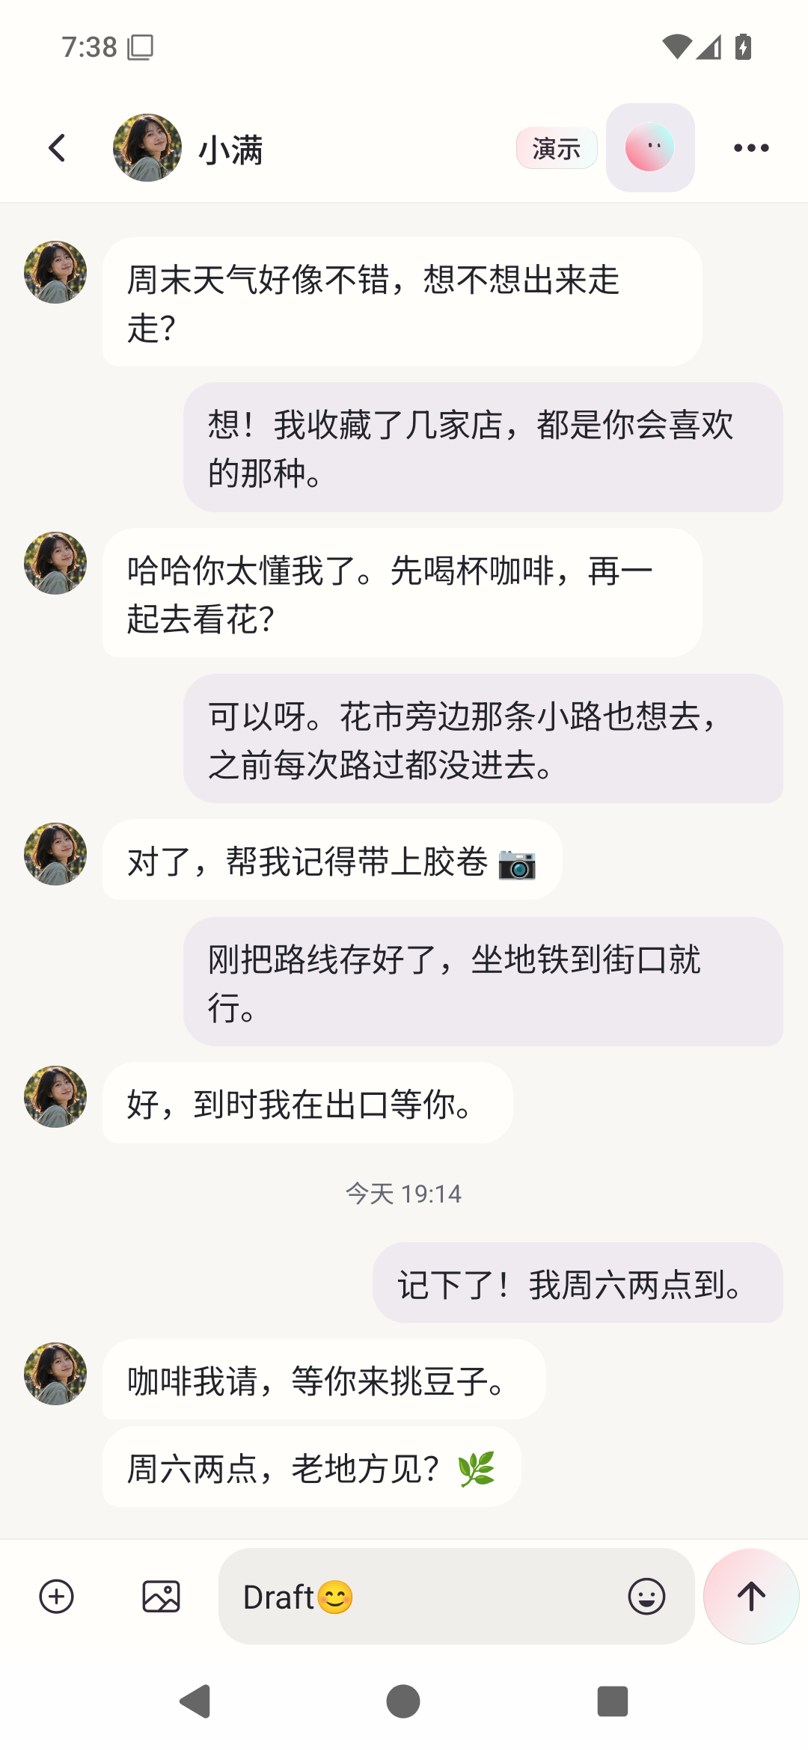 7:38
小满
演示
周末天气好像不错，想不想出来走
走？
想！我收藏了几家店，都是你会喜欢
的那种。
哈哈你太懂我了。先喝杯咖啡，再一
起去看花？
可以呀。花市旁边那条小路也想去，
之前每次路过都没进去。
对了，帮我记得带上胶卷 📷
刚把路线存好了，坐地铁到街口就
行。
好，到时我在出口等你。
今天 19:14
记下了！我周六两点到。
咖啡我请，等你来挑豆子。
周六两点，老地方见？🌿
Draft😊